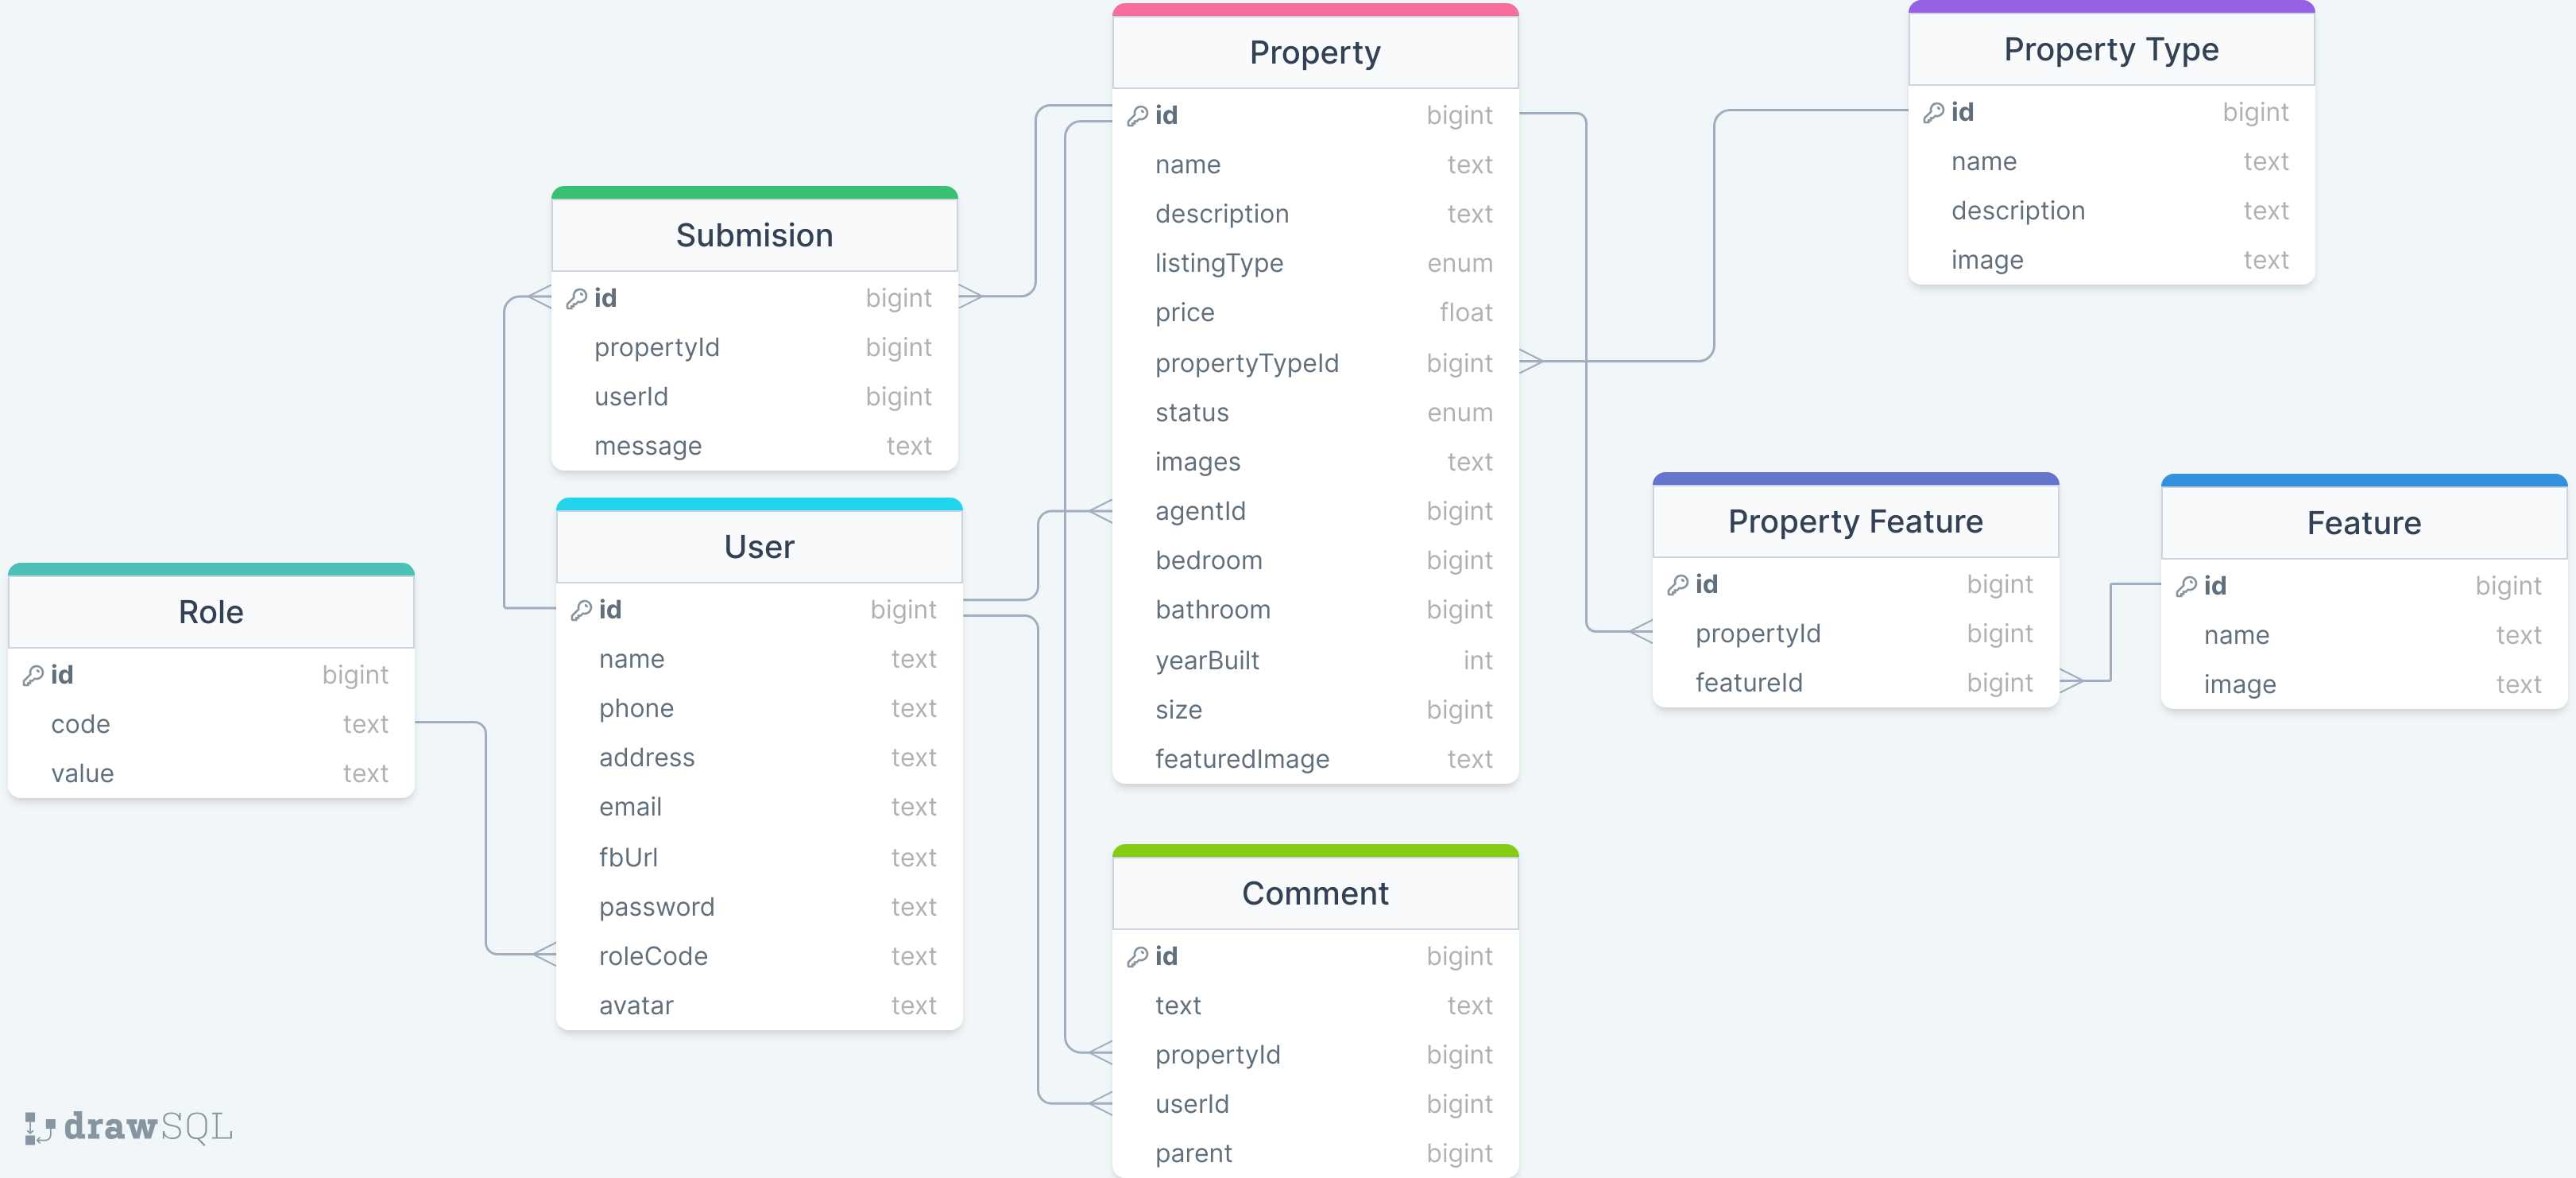 Property
id bigint
name text
description text
listingType enum
price float
propertyTypeId bigint
status enum
images text
agentId bigint
bedroom bigint
bathroom bigint
yearBuilt int
size bigint
featuredImage text
Property Type
id bigint
name text
description text
image text
Submision
id bigint
propertyId bigint
userId bigint
message text
User
id bigint
name text
phone text
address text
email text
fbUrl text
password text
roleCode text
avatar text
Role
id bigint
code text
value text
Property Feature
id bigint
propertyId bigint
featureId bigint
Feature
id bigint
name text
image text
Comment
id bigint
text text
propertyId bigint
userId bigint
parent bigint
drawSQL